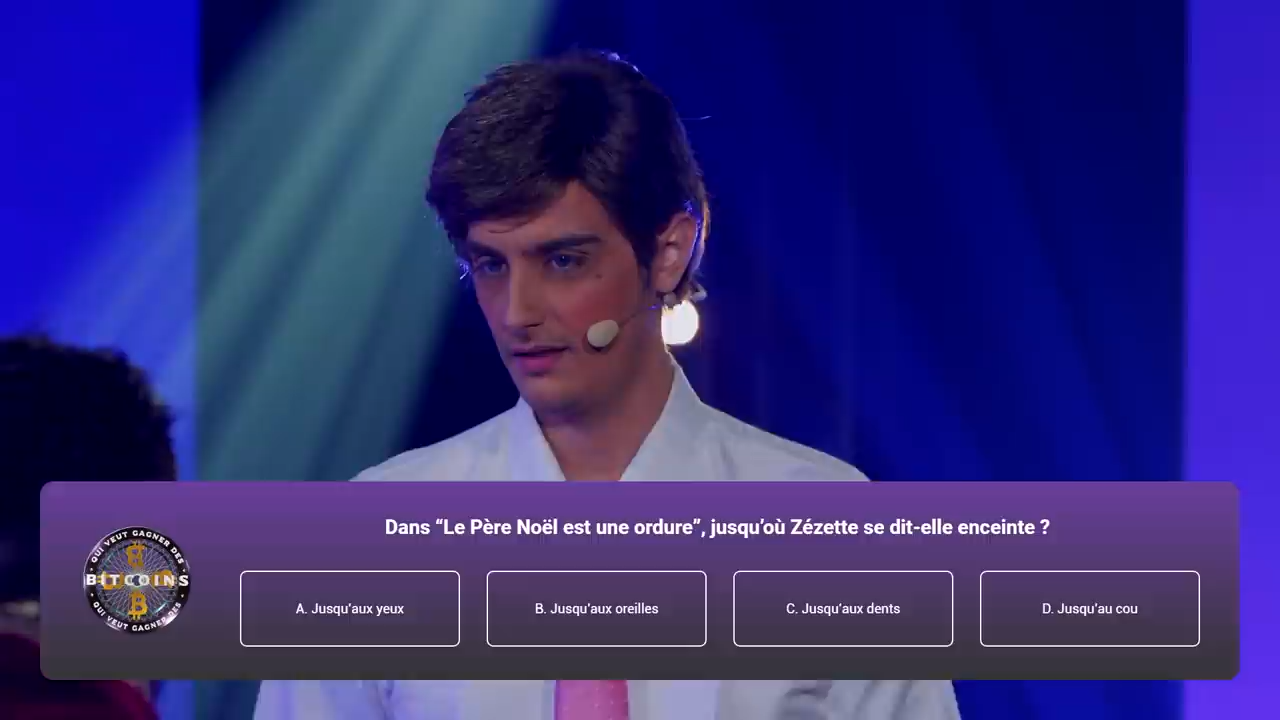 Dans “Le Père Noël est une ordure”, jusqu’où Zézette se dit-elle enceinte ?
QUI VEUT GAGNER DES
BITCOINS
QUI VEUT GAGNER DES
A. Jusqu’aux yeux
B. Jusqu’aux oreilles
C. Jusqu’aux dents
D. Jusqu’au cou